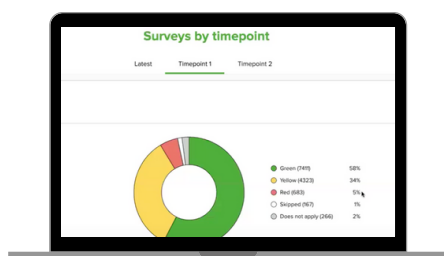 Surveys by timepoint
Latest Timepoint 1 Timepoint 2
Green (7411) 58%
Yellow (4323) 34%
Red (683) 5%
Skipped (167) 1%
Does not apply (266) 2%